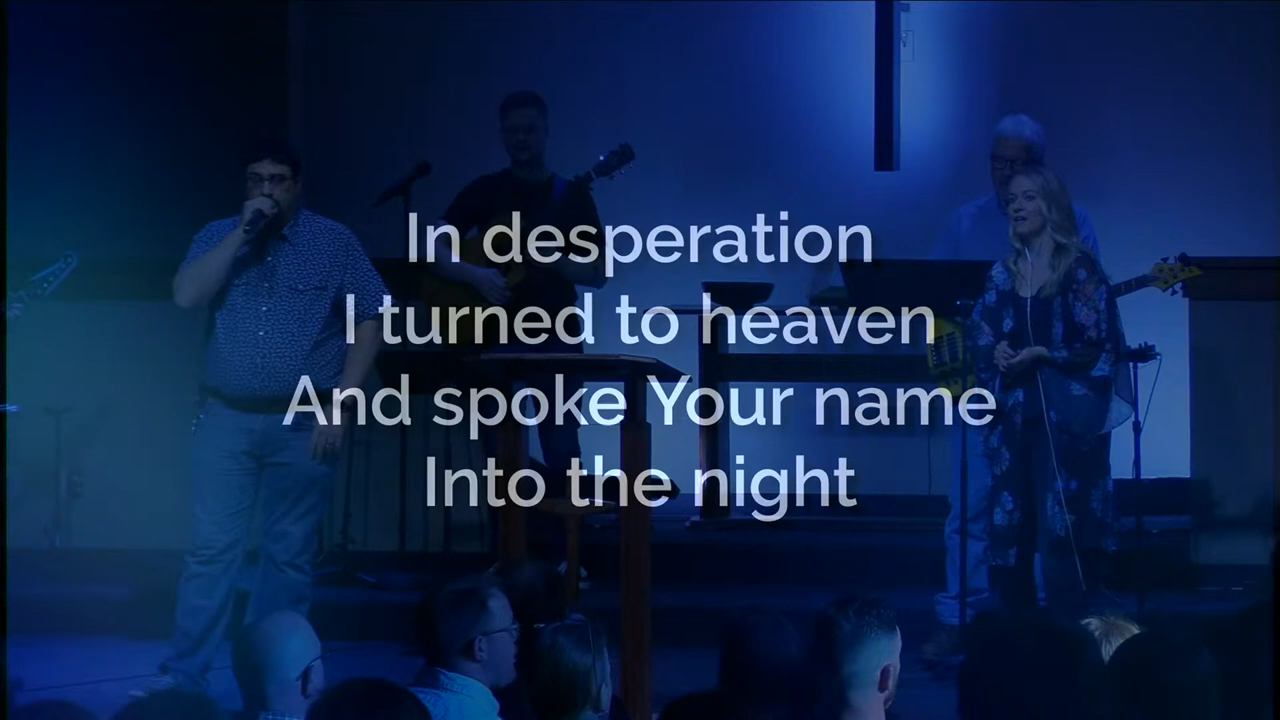 In desperation
I turned to heaven
And spoke Your name
Into the night